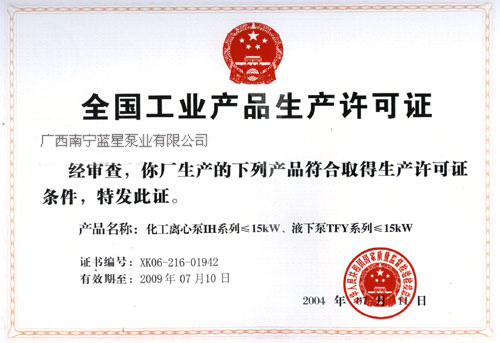 全国工业产品生产许可证
广西南宁蓝星泵业有限公司
经审查，你厂生产的下列产品符合取得生产许可证
条件，特发此证。
产品名称：化工离心泵IH系列≤15kW、液下泵TFY系列≤15kW
证书编号：XK06-216-01942
有效期至：2009年07月10日
2004 年 07 月 11 日